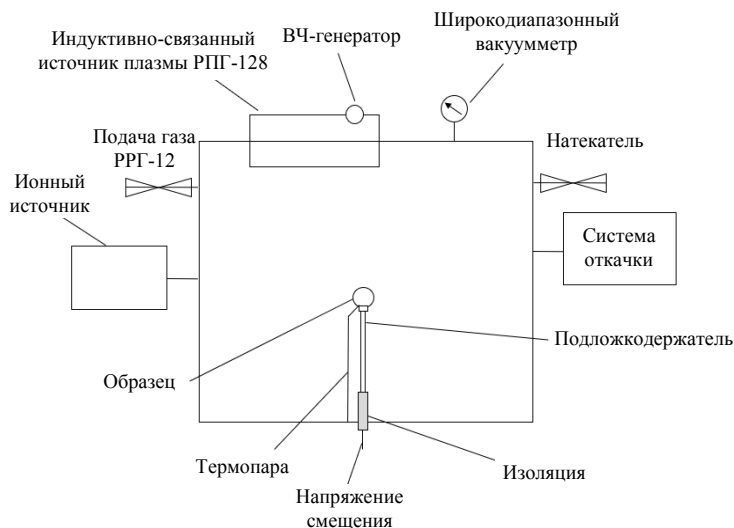 Широкодиапазонный
вакуумметр
Индуктивно-связанный
источник плазмы РПГ-128
ВЧ-генератор
Подача газа
РРГ-12
Натекатель
Ионный
источник
Система
откачки
Подложкодержатель
Образец
Термопара
Изоляция
Напряжение
смещения